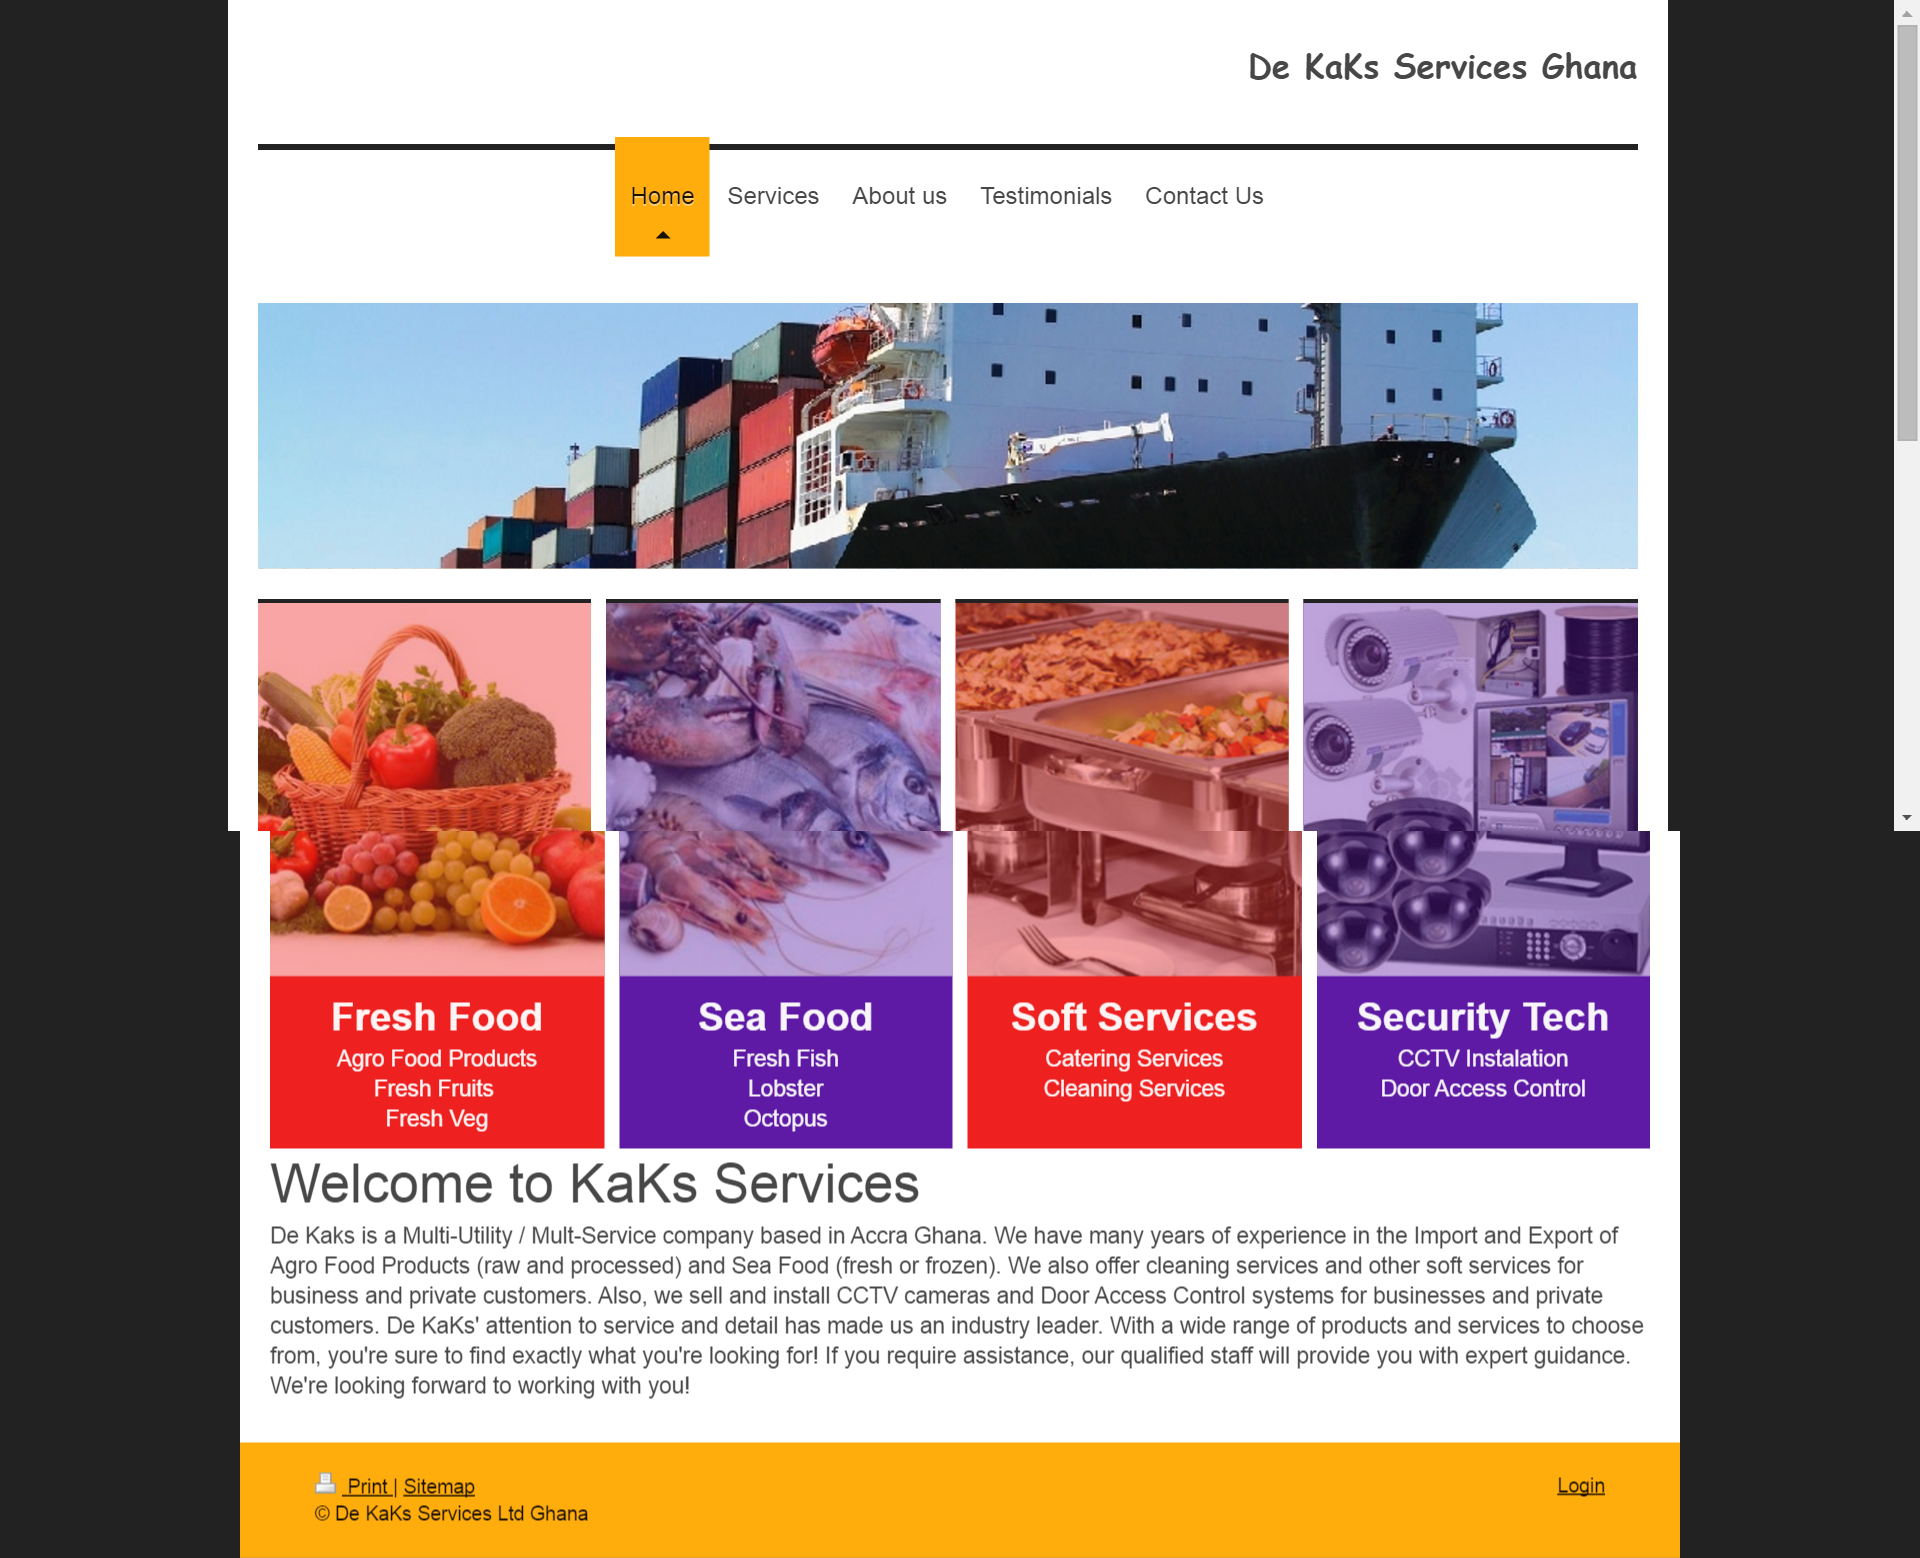 De KaKs Services Ghana
Home
Services
About us
Testimonials
Contact Us
Fresh Food
Agro Food Products
Fresh Fruits
Fresh Veg
Sea Food
Fresh Fish
Lobster
Octopus
Soft Services
Catering Services
Cleaning Services
Security Tech
CCTV Instalation
Door Access Control
Welcome to KaKs Services
De Kaks is a Multi-Utility / Mult-Service company based in Accra Ghana. We have many years of experience in the Import and Export of
Agro Food Products (raw and processed) and Sea Food (fresh or frozen). We also offer cleaning services and other soft services for
business and private customers. Also, we sell and install CCTV cameras and Door Access Control systems for businesses and private
customers. De KaKs' attention to service and detail has made us an industry leader. With a wide range of products and services to choose
from, you're sure to find exactly what you're looking for! If you require assistance, our qualified staff will provide you with expert guidance.
We're looking forward to working with you!
Print | Sitemap
Login
© De KaKs Services Ltd Ghana